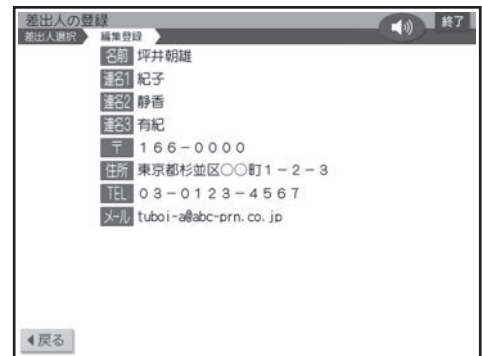 差出人の登録
終了
差出人選択 編集登録
名前 坪井朝雄
連名1 紀子
連名2 静香
連名3 有紀
〒 166-0000
住所 東京都杉並区○○町1-2-3
TEL 03-0123-4567
メール tuboi-a@abc-prn.co.jp
◀戻る